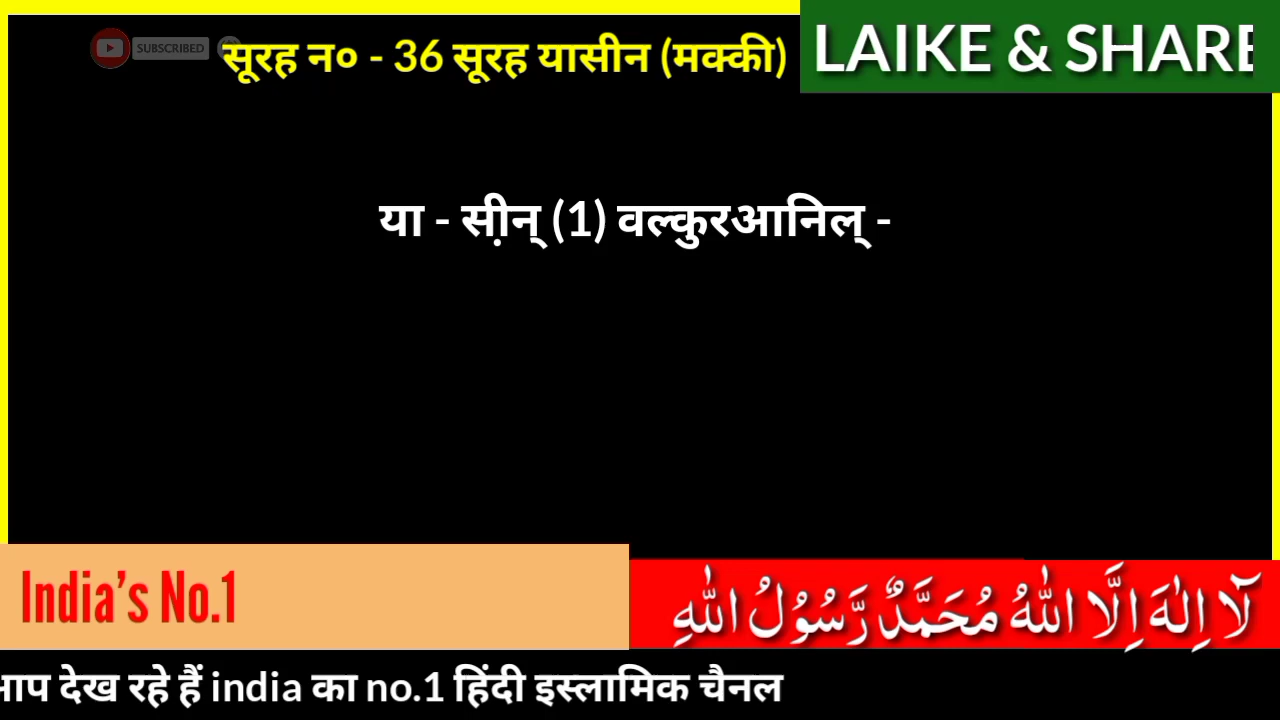 SUBSCRIBED
सूरह न० - 36 सूरह यासीन (मक्की)
LAIKE & SHARE
या - सी़न् (1) वल्कुरआनिल् -
India's No.1
لَآ اِلٰهَ اِلَّا اللّٰهُ مُحَمَّدٌ رَّسُوْلُ اللّٰهِ
आप देख रहे हैं india का no.1 हिंदी इस्लामिक चैनल